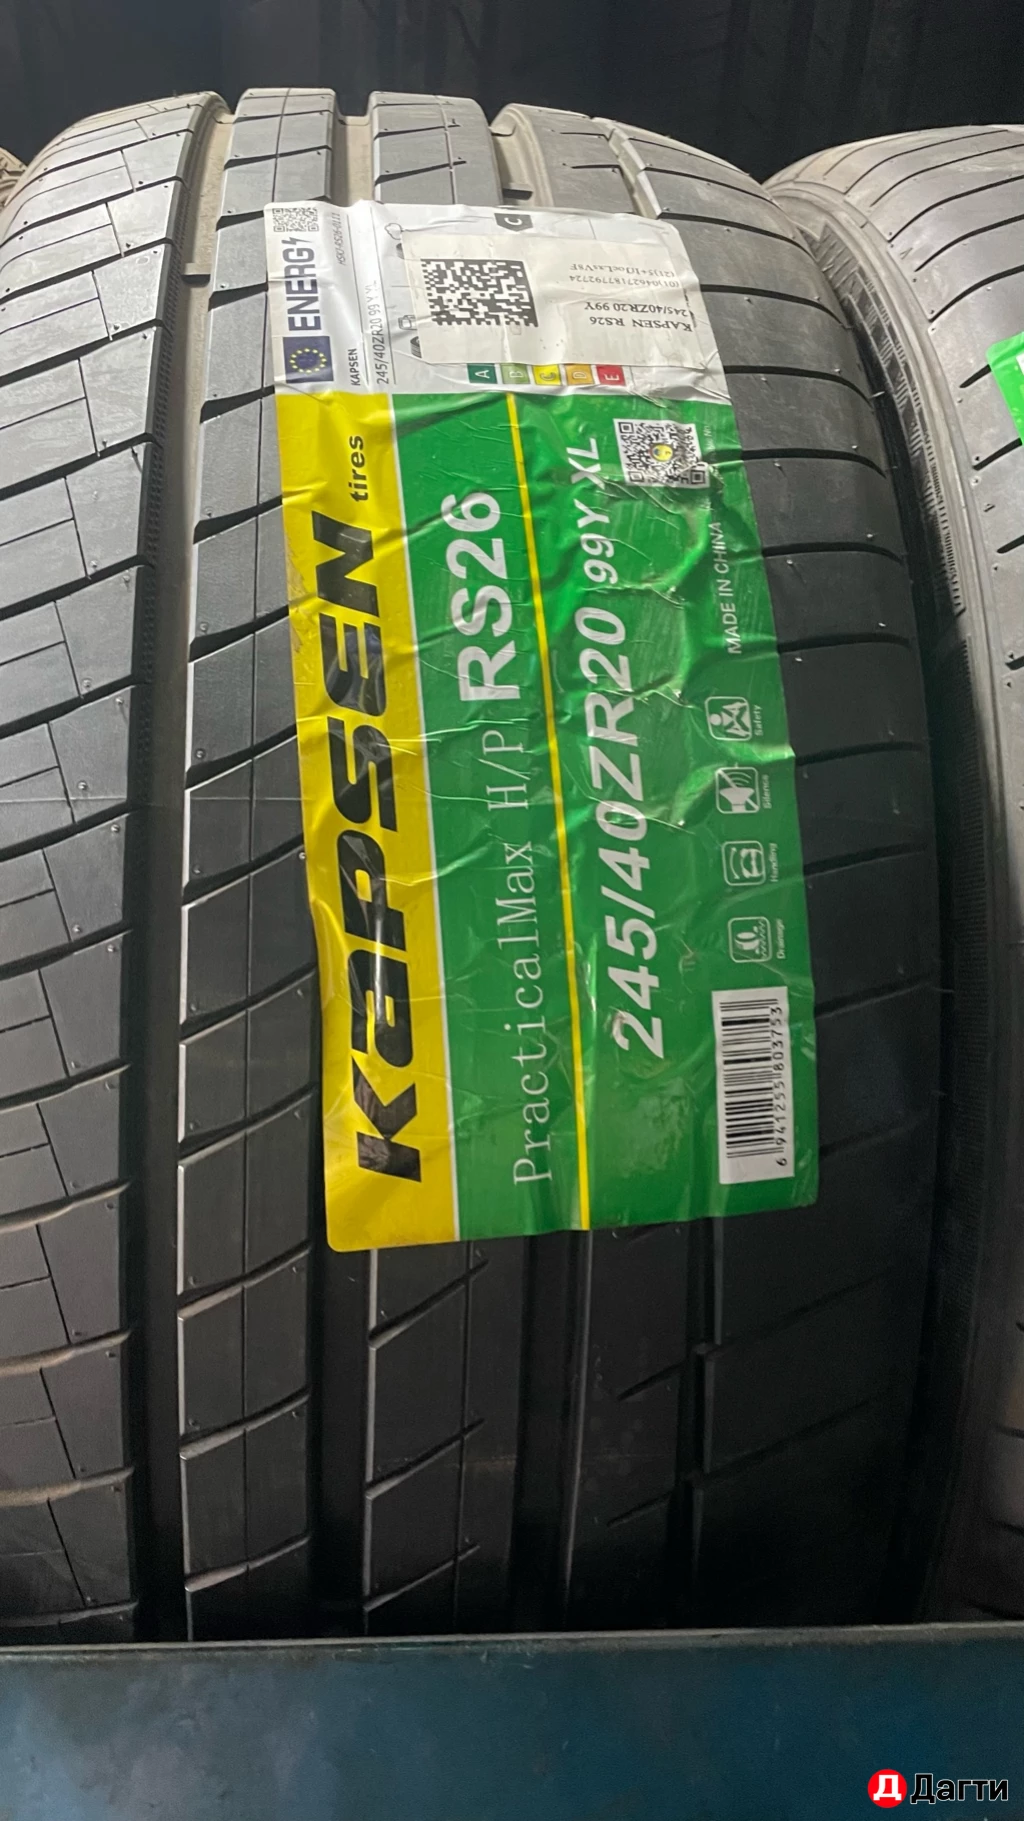 ENERG
KAPSEN
245/40ZR20 99 Y XL
C
KAPSEN RS26
245/40ZR20 99Y
A
B
C
D
E
Kapsen tires
PracticalMax H/P RS26
245/40ZR20 99Y XL
MADE IN CHINA
Safety
Silence
Handling
Drainage
6 941255 803753
Дагти